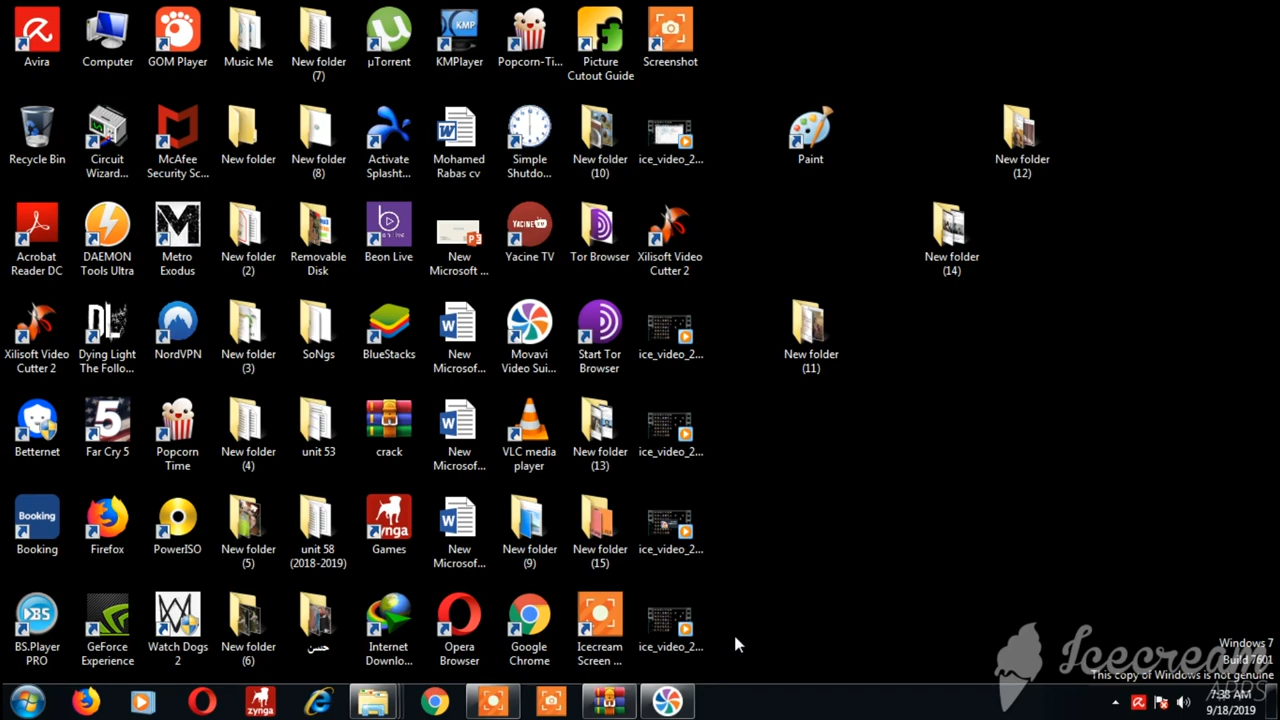 Avira
Computer
GOM Player
Music Me
New folder
(7)
µTorrent
KMPlayer
Popcorn-Ti...
Picture
Cutout Guide
Screenshot
Recycle Bin
Circuit
Wizard...
McAfee
Security Sc...
New folder
New folder
(8)
Activate
Splasht...
Mohamed
Rabas cv
Simple
Shutdo...
New folder
(10)
ice_video_2...
Paint
New folder
(12)
Acrobat
Reader DC
DAEMON
Tools Ultra
Metro
Exodus
New folder
(2)
Removable
Disk
Beon Live
New
Microsoft ...
YACINE
TV
Yacine TV
Tor Browser
Xilisoft Video
Cutter 2
New folder
(14)
Xilisoft Video
Cutter 2
Dying Light
The Follo...
NordVPN
New folder
(3)
SoNgs
BlueStacks
New
Microsof...
Movavi
Video Sui...
Start Tor
Browser
ice_video_2...
New folder
(11)
Betternet
5
Far Cry 5
Popcorn
Time
New folder
(4)
unit 53
crack
New
Microsof...
VLC media
player
New folder
(13)
ice_video_2...
Booking
Booking
Firefox
PowerISO
New folder
(5)
unit 58
(2018-2019)
zynga
Games
New
Microsof...
New folder
(9)
New folder
(15)
ice_video_2...
BS
BS.Player
PRO
GeForce
Experience
Watch Dogs
2
New folder
(6)
حسن
Internet
Downlo...
Opera
Browser
Google
Chrome
Icecream
Screen ...
ice_video_2...
Icecream
APPS
Windows 7
Build 7601
This copy of Windows is not genuine
zynga
7:38 AM
9/18/2019